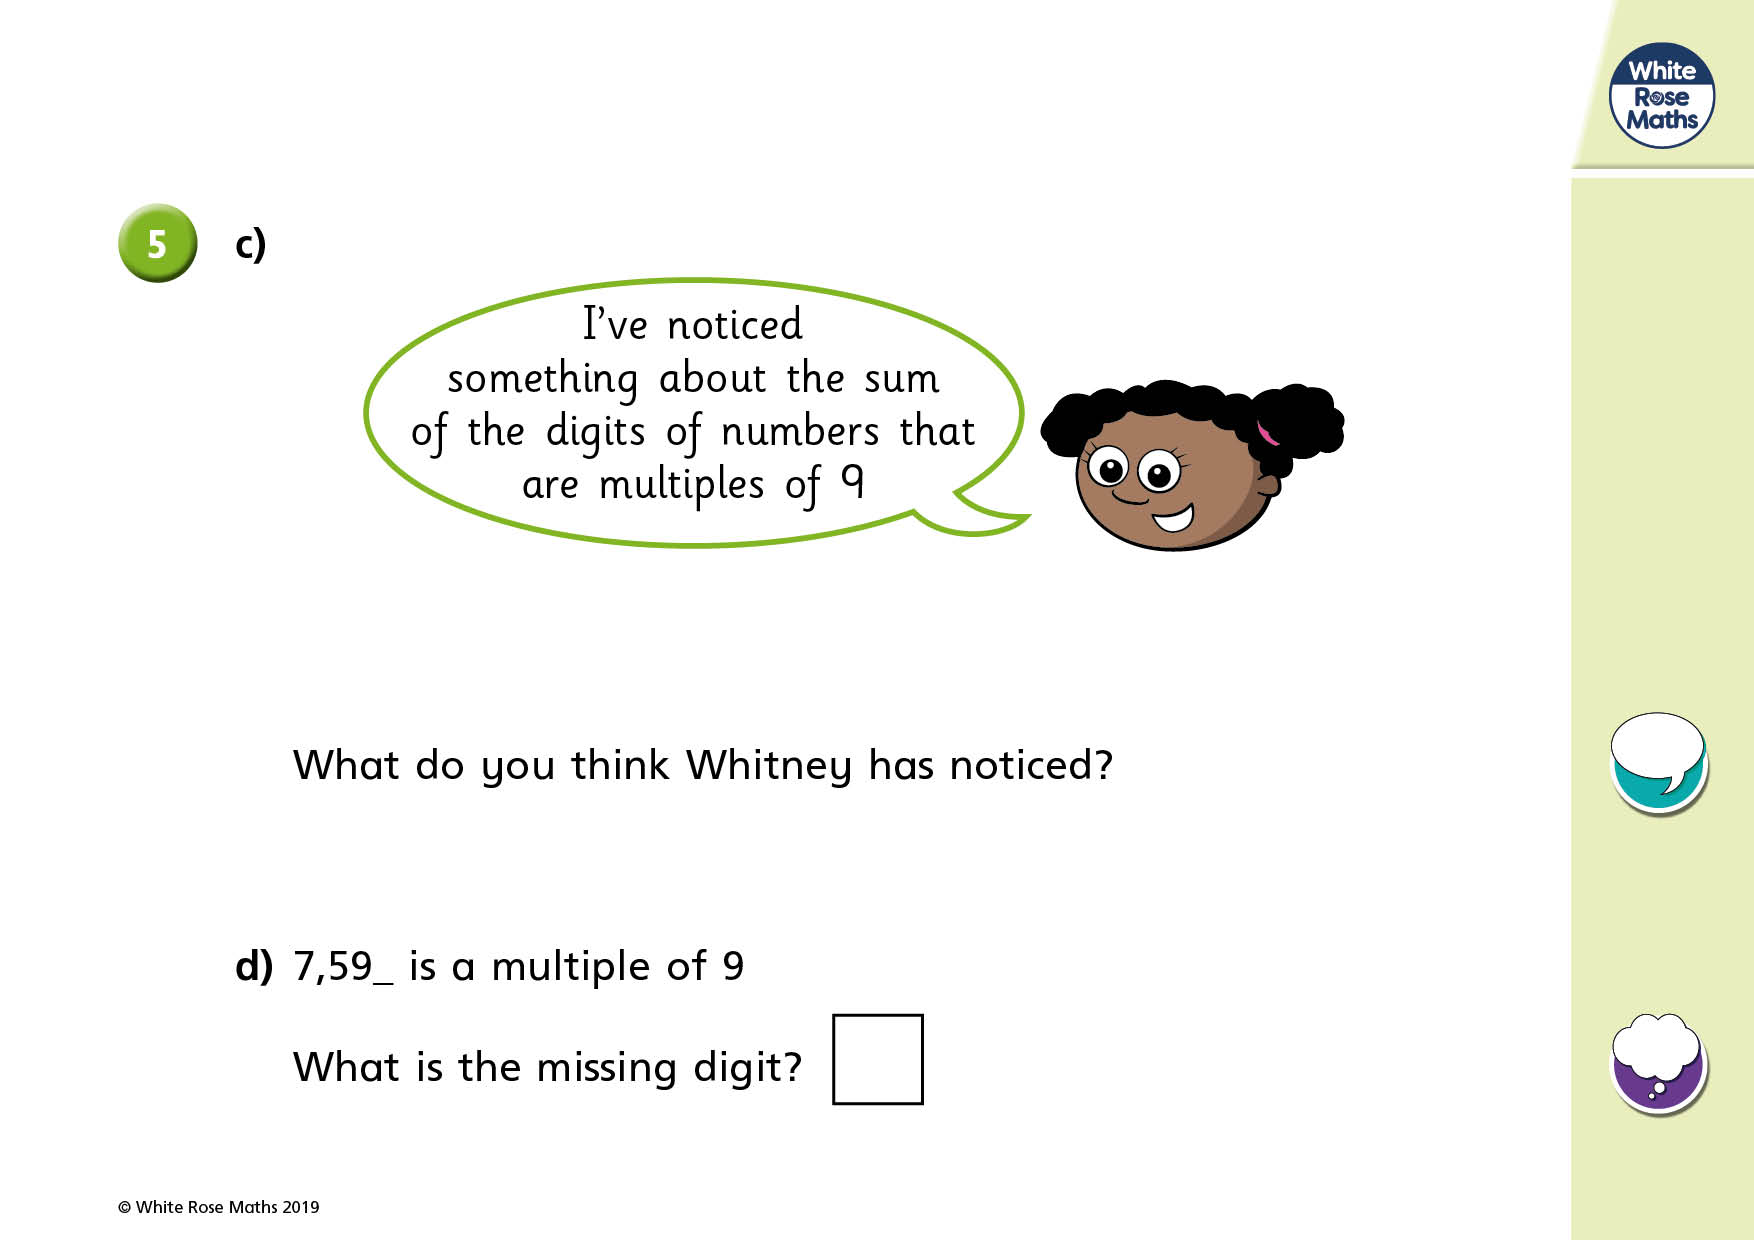 White
Rose
Maths
5 c)
I've noticed
something about the sum
of the digits of numbers that
are multiples of 9
What do you think Whitney has noticed?
d) 7,59_ is a multiple of 9
What is the missing digit?
© White Rose Maths 2019